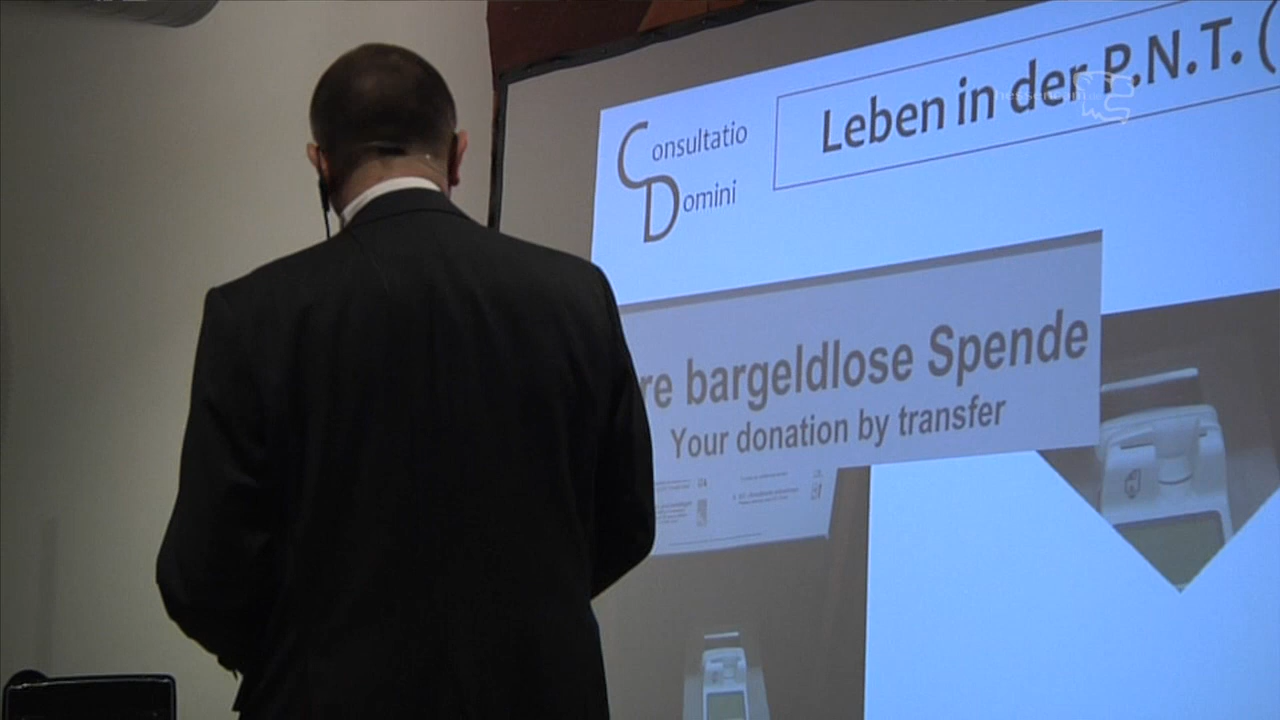 Leben in der P.N.T. (
Consultatio
Domini
re bargeldlose Spende
Your donation by transfer